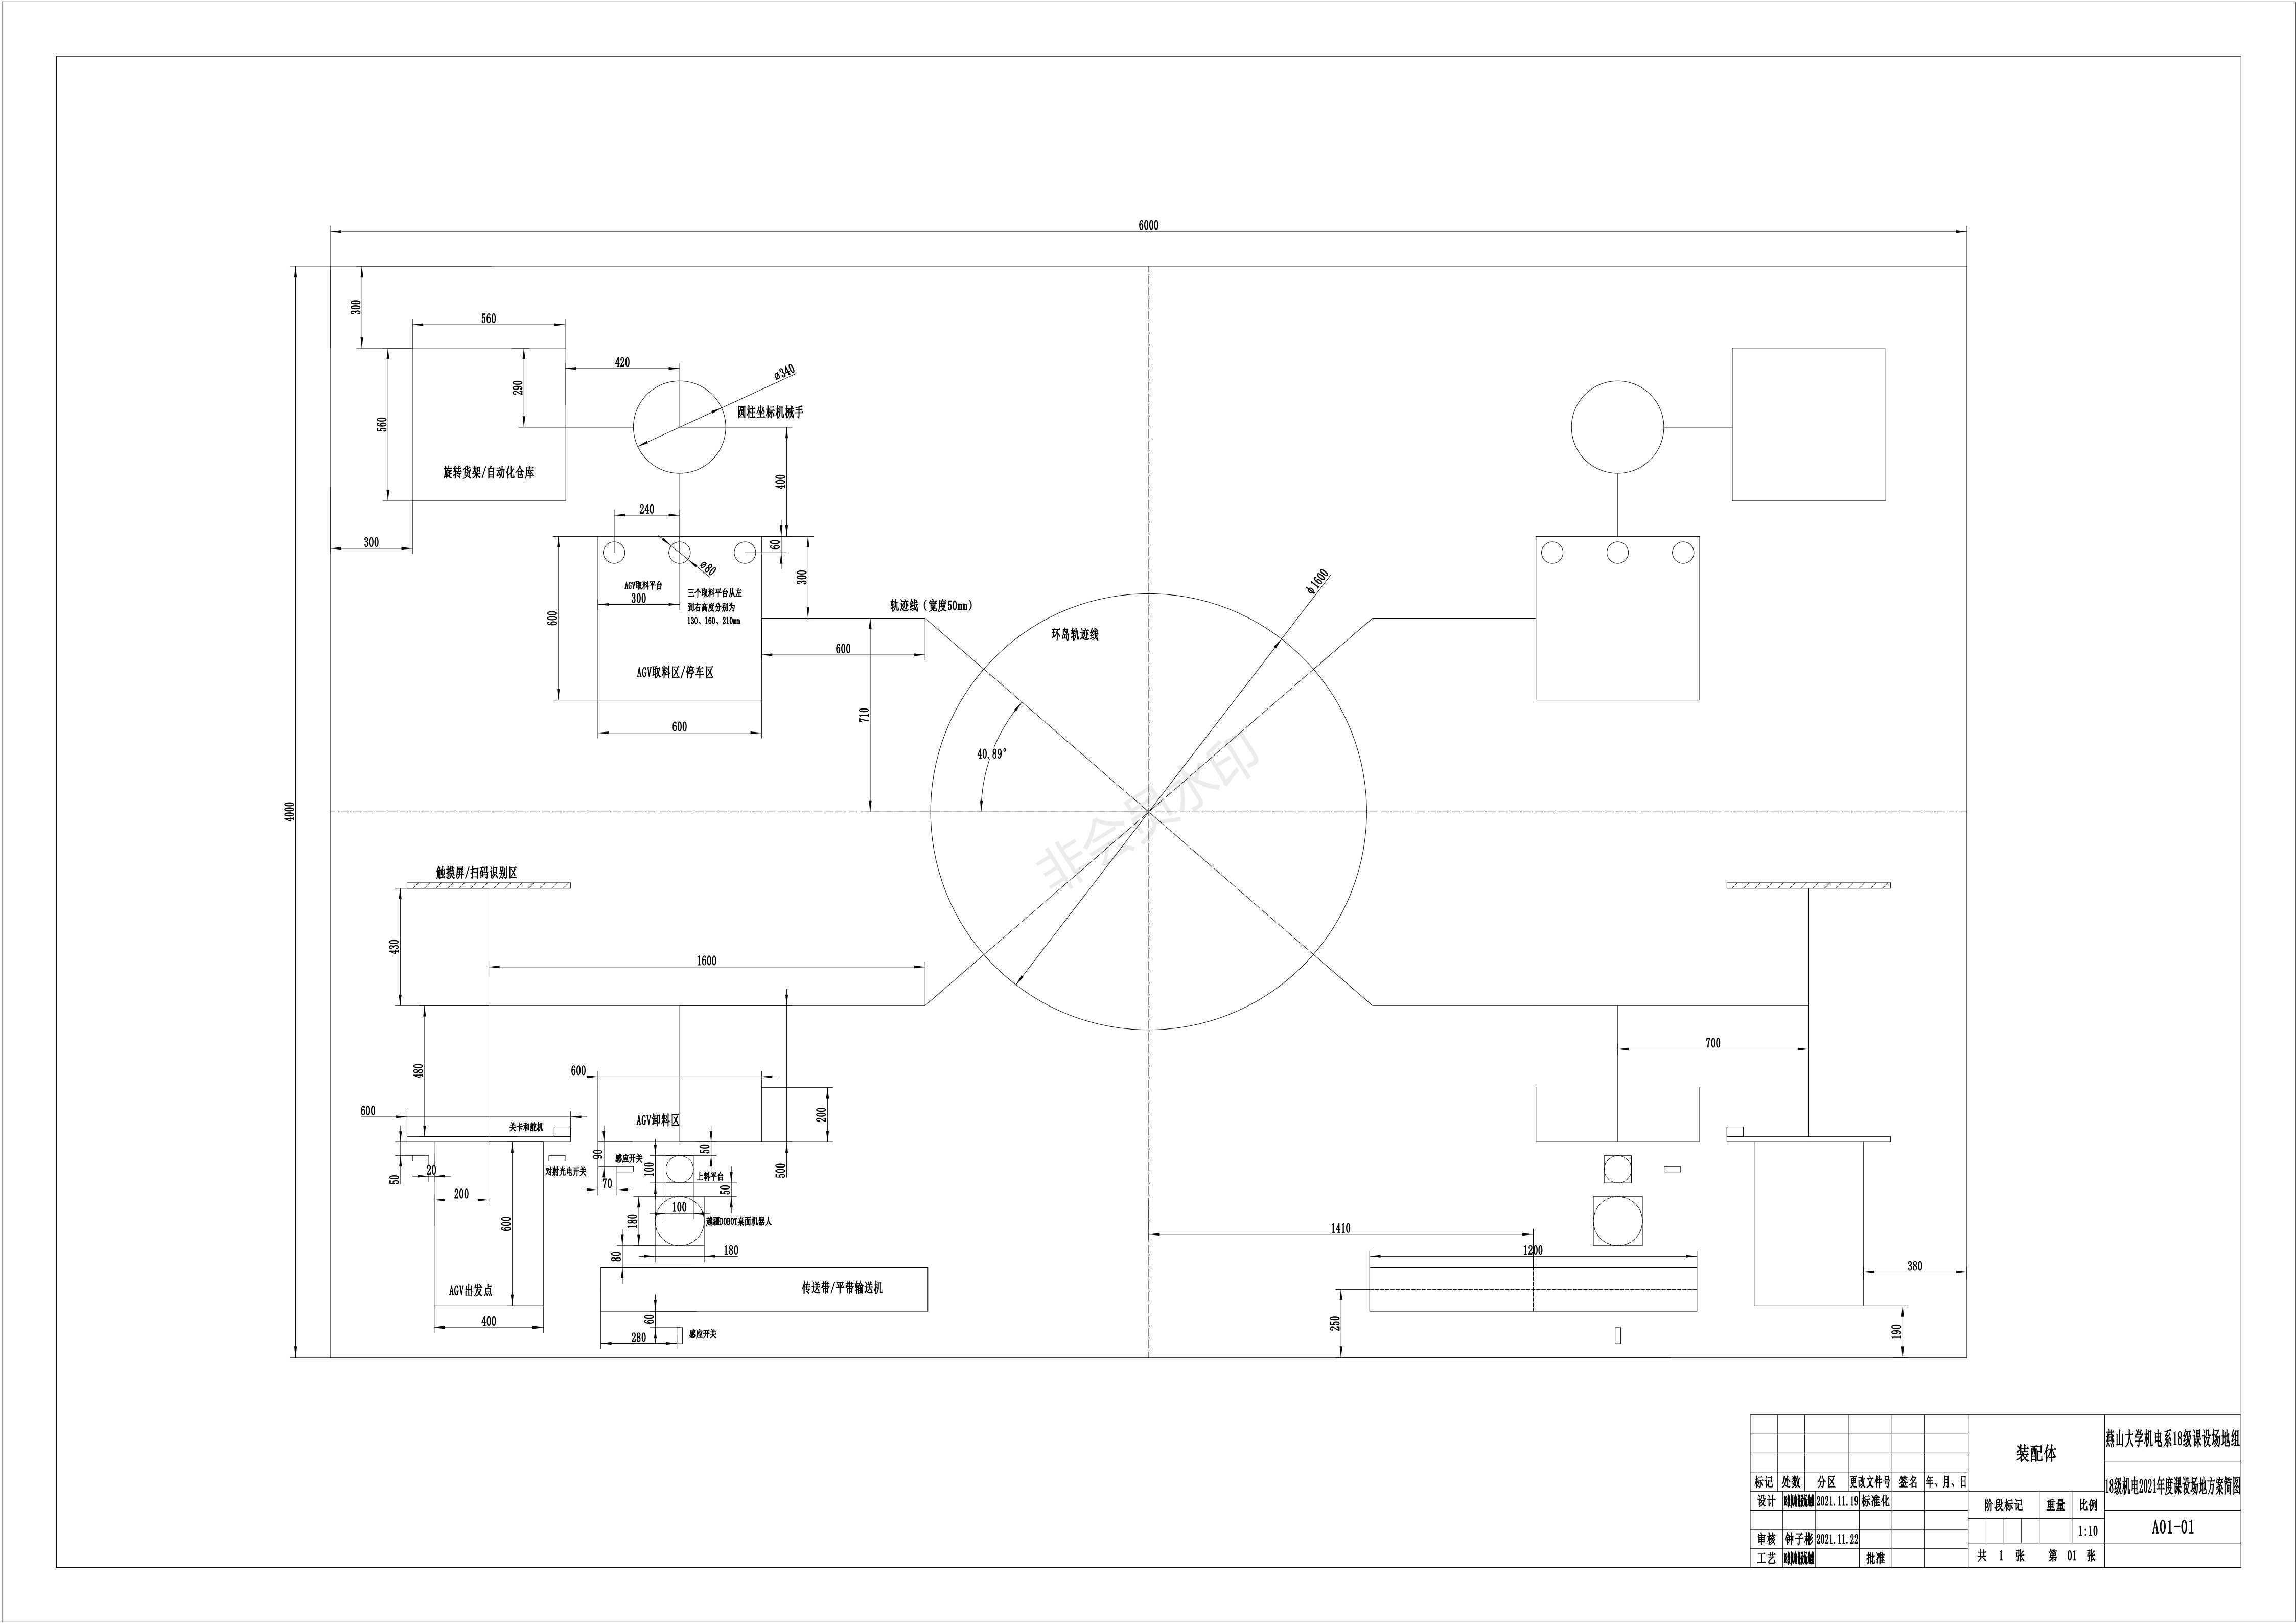 6000
4000
300
560
290
560
420
ø340
圆柱坐标机械手
400
旋转货架/自动化仓库
300
240
60
ø80
300
AGV取料平台
300
三个取料平台从左
到右高度分别为
130、160、210mm
600
AGV取料区/停车区
600
轨迹线（宽度50mm）
600
710
环岛轨迹线
φ1600
40.89°
非会员水印
触摸屏/扫码识别区
430
1600
480
600
关卡和舵机
50
20
对射光电开关
200
600
AGV出发点
400
600
AGV卸料区
200
90
感应开关
70
100
50
500
上料平台
50
100
180
越疆DOBOT桌面机器人
180
80
传送带/平带输送机
60
280
感应开关
700
1410
1200
380
250
190
标记 处数 分区 更改文件号 签名 年、月、日
设计 2021.11.19 标准化
审核 钟子彬 2021.11.22
工艺 批准
装配体
阶段标记 重量 比例
1:10
共 1 张 第 01 张
燕山大学机电系18级课设场地组
18级机电2021年度课设场地方案简图
A01-01